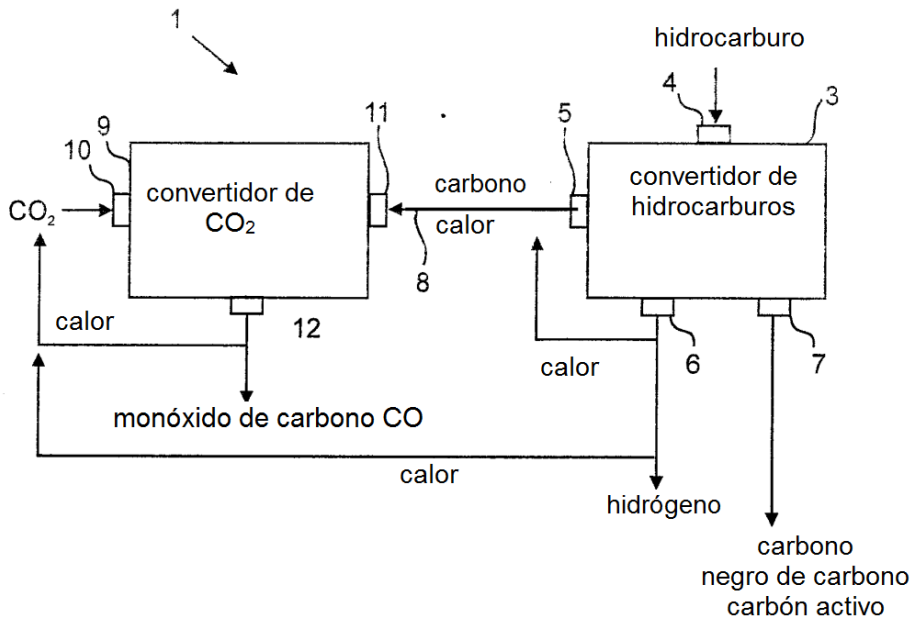 1
hidrocarburo
4
3
9
11
5
10
convertidor de
CO₂
carbono
convertidor de
hidrocarburos
CO₂
calor
8
calor
12
calor
6
7
monóxido de carbono CO
calor
hidrógeno
carbono
negro de carbono
carbón activo